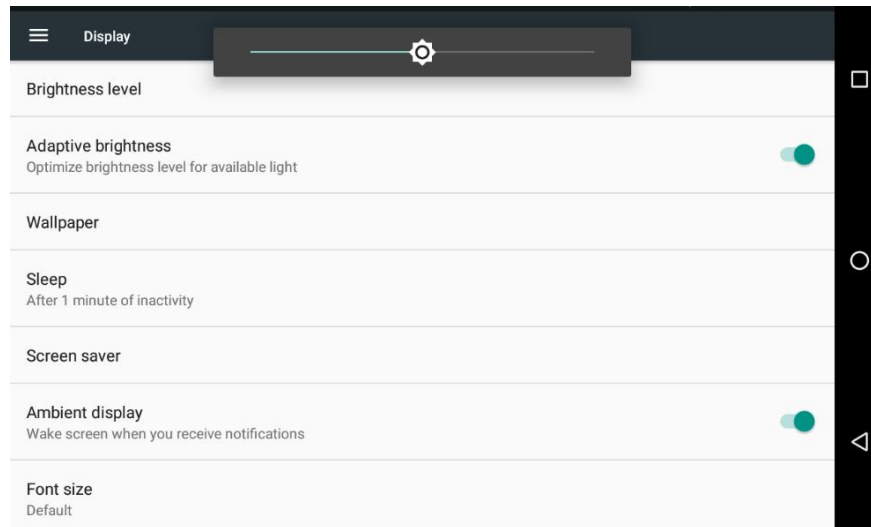 Display
Brightness level
Adaptive brightness
Optimize brightness level for available light
Wallpaper
Sleep
After 1 minute of inactivity
Screen saver
Ambient display
Wake screen when you receive notifications
Font size
Default